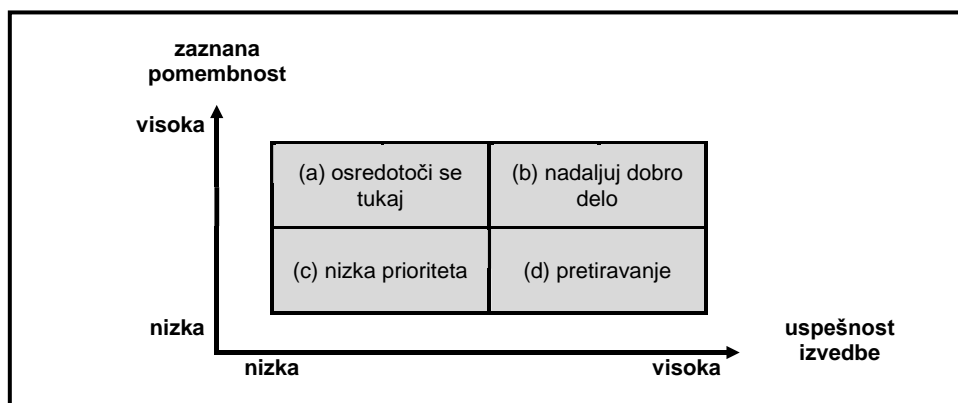 zaznana
pomembnost
visoka
(a) osredotoči se
tukaj
(b) nadaljuj dobro
delo
(c) nizka prioriteta
(d) pretiravanje
nizka
uspešnost
izvedbe
nizka
visoka